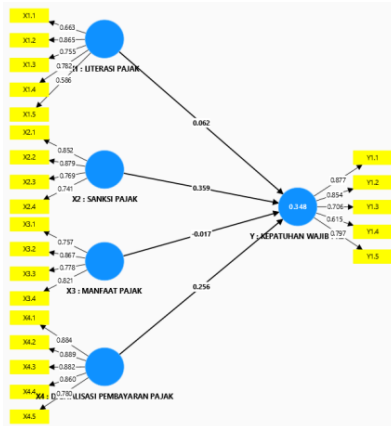 X1.1
X1.2
X1.3
X1.4
X1.5
0.663
0.865
0.755
0.782
0.586
: LITERASI PAJAK
X2.1
X2.2
X2.3
X2.4
0.852
0.879
0.769
0.741
X2 : SANKSI PAJAK
X3.1
X3.2
X3.3
X3.4
0.757
0.867
0.778
0.821
X3 : MANFAAT PAJAK
X4.1
X4.2
X4.3
X4.4
X4.5
0.884
0.889
0.882
0.860
0.780
PEMBAYARAN PAJAK
0.062
0.359
-0.017
0.256
0.348
Y : KEPATUHAN WAJIB
0.877
0.854
0.706
0.615
0.797
Y1.1
Y1.2
Y1.3
Y1.4
Y1.5